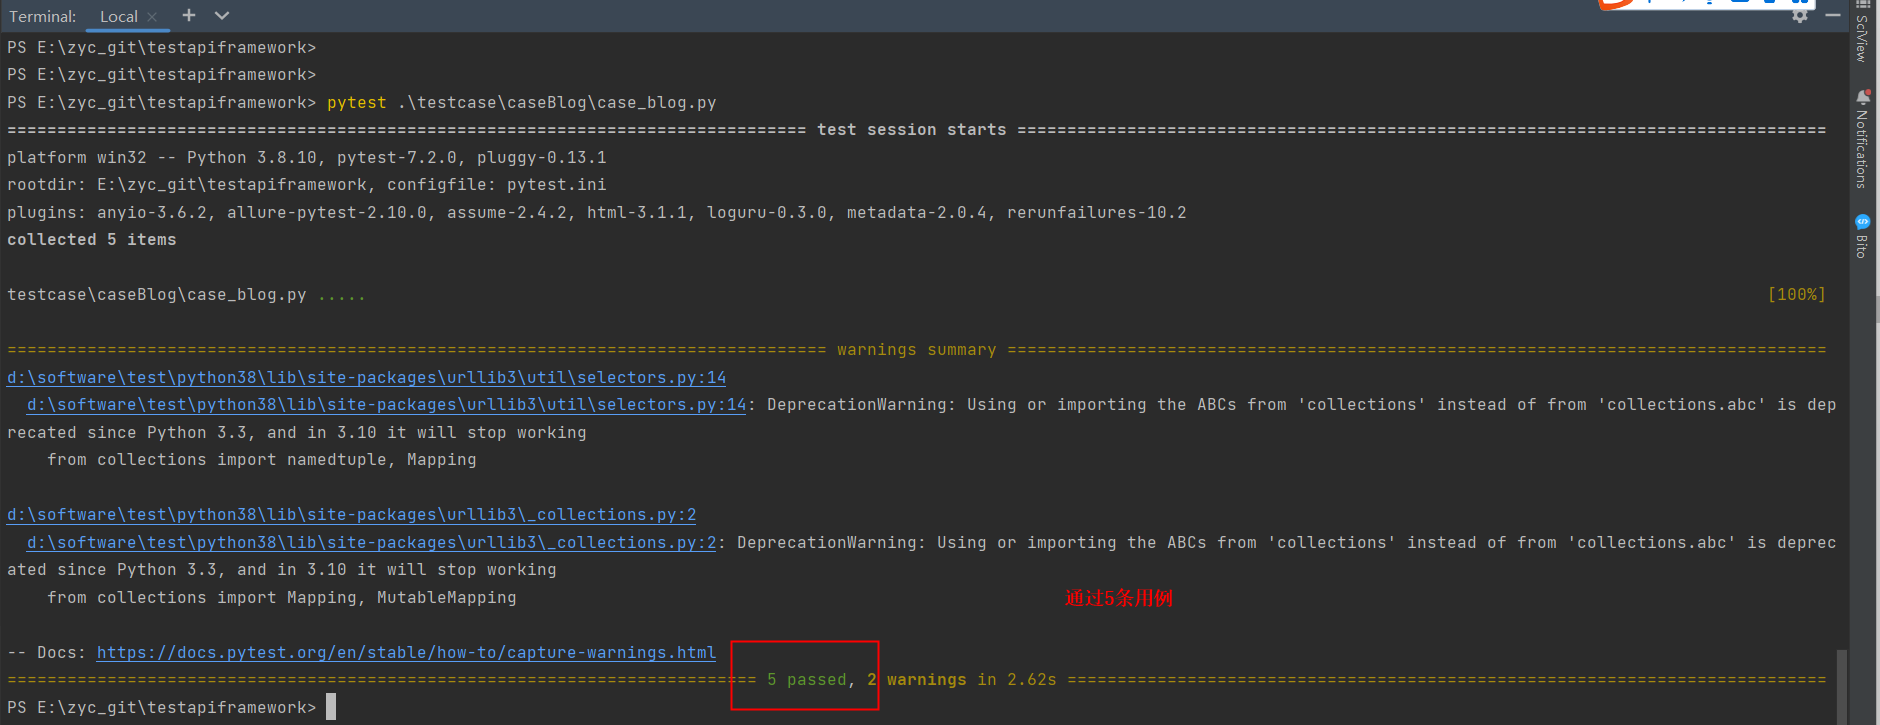 Terminal: Local × +
PS E:\zyc_git\testapiframework>
PS E:\zyc_git\testapiframework>
PS E:\zyc_git\testapiframework> pytest .\testcase\caseBlog\case_blog.py
================================================================================ test session starts =================================================================================
platform win32 -- Python 3.8.10, pytest-7.2.0, pluggy-0.13.1
rootdir: E:\zyc_git\testapiframework, configfile: pytest.ini
plugins: anyio-3.6.2, allure-pytest-2.10.0, assume-2.4.2, html-3.1.1, loguru-0.3.0, metadata-2.0.4, rerunfailures-10.2
collected 5 items
testcase\caseBlog\case_blog.py ..... [100%]
================================================================================== warnings summary ==================================================================================
d:\software\test\python38\lib\site-packages\urllib3\util\selectors.py:14
d:\software\test\python38\lib\site-packages\urllib3\util\selectors.py:14: DeprecationWarning: Using or importing the ABCs from 'collections' instead of from 'collections.abc' is dep
recated since Python 3.3, and in 3.10 it will stop working
from collections import namedtuple, Mapping
d:\software\test\python38\lib\site-packages\urllib3\_collections.py:2
d:\software\test\python38\lib\site-packages\urllib3\_collections.py:2: DeprecationWarning: Using or importing the ABCs from 'collections' instead of from 'collections.abc' is deprec
ated since Python 3.3, and in 3.10 it will stop working
from collections import Mapping, MutableMapping
通过5条用例
-- Docs: https://docs.pytest.org/en/stable/how-to/capture-warnings.html
=========================================================================== 5 passed, 2 warnings in 2.62s ============================================================================
PS E:\zyc_git\testapiframework>
SciView
Notifications
Bito